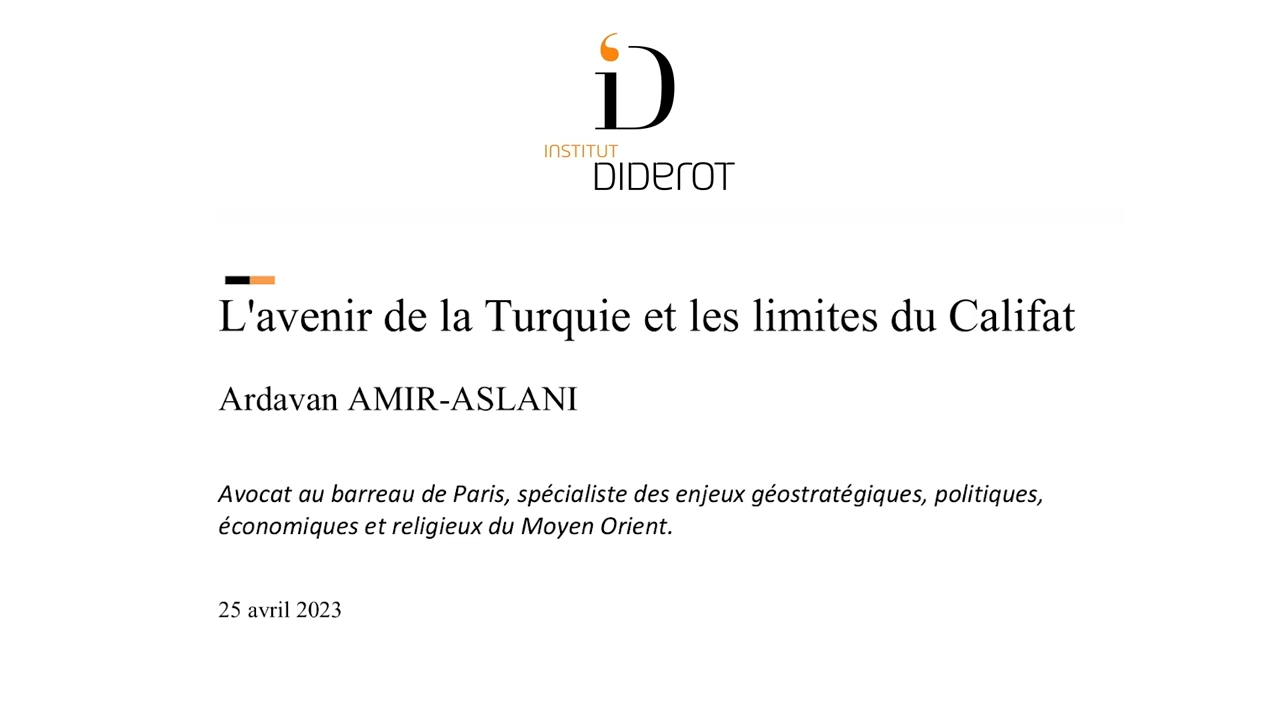 iD
INSTITUT
DIDEROT
L'avenir de la Turquie et les limites du Califat
Ardavan AMIR-ASLANI
Avocat au barreau de Paris, spécialiste des enjeux géostratégiques, politiques,
économiques et religieux du Moyen Orient.
25 avril 2023